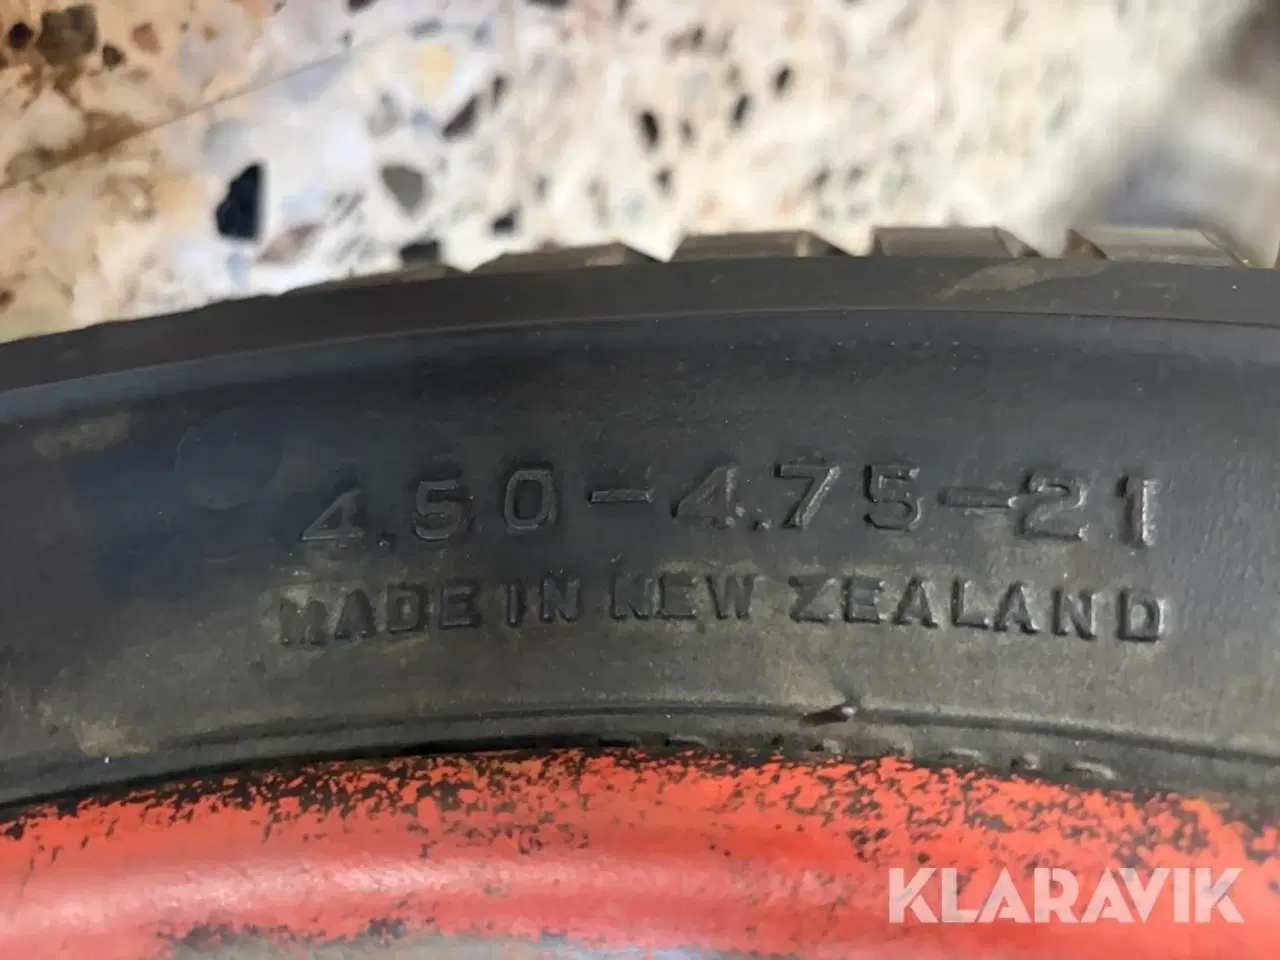 4.50-4.75-21
MADE IN NEW ZEALAND
KLARAVIK